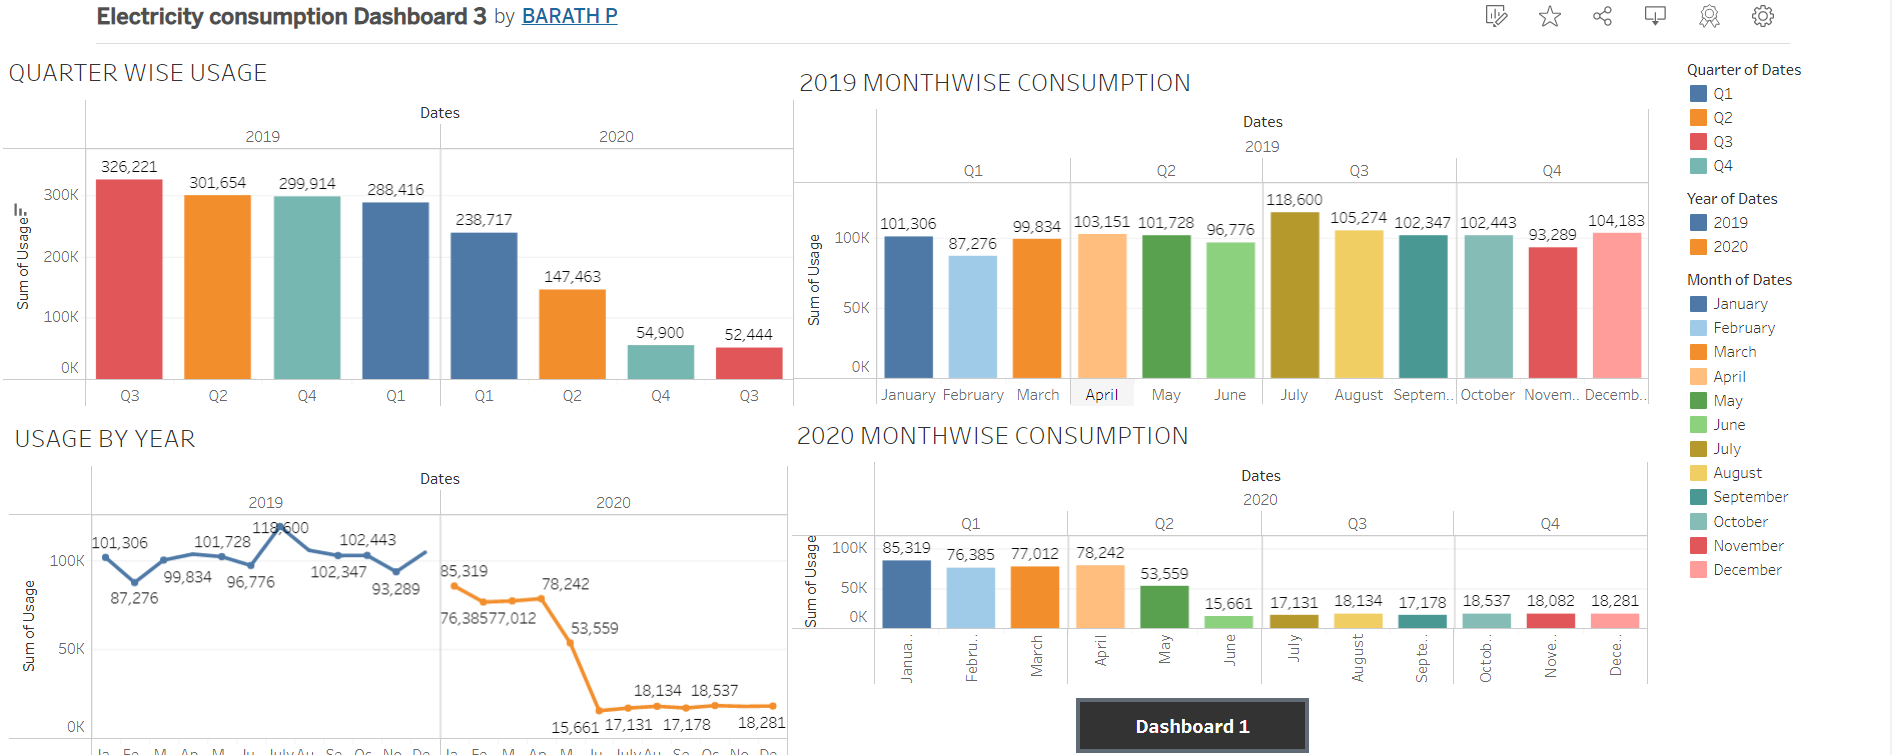 Electricity consumption Dashboard 3 by BARATH P
QUARTER WISE USAGE
Dates
2019
2020
Sum of Usage
300K
200K
100K
0K
326,221
301,654
299,914
288,416
238,717
147,463
54,900
52,444
Q3
Q2
Q4
Q1
Q1
Q2
Q4
Q3
2019 MONTHWISE CONSUMPTION
Dates
2019
Q1
Q2
Q3
Q4
Sum of Usage
100K
50K
0K
101,306
87,276
99,834
103,151
101,728
96,776
118,600
105,274
102,347
102,443
93,289
104,183
January
February
March
April
May
June
July
August
Septem..
October
Novem..
Decemb..
Quarter of Dates
Q1
Q2
Q3
Q4
Year of Dates
2019
2020
Month of Dates
January
February
March
April
May
June
July
August
September
October
November
December
USAGE BY YEAR
Dates
2019
2020
Sum of Usage
100K
50K
0K
101,306
87,276
99,834
101,728
96,776
118,600
102,347
102,443
93,289
85,319
76,385
77,012
78,242
53,559
15,661
17,131
18,134
17,178
18,537
18,281
2020 MONTHWISE CONSUMPTION
Dates
2020
Q1
Q2
Q3
Q4
Sum of Usage
100K
50K
0K
85,319
76,385
77,012
78,242
53,559
15,661
17,131
18,134
17,178
18,537
18,082
18,281
Janua..
Febru..
March
April
May
June
July
August
Septe..
Octob..
Nove..
Dece..
Dashboard 1